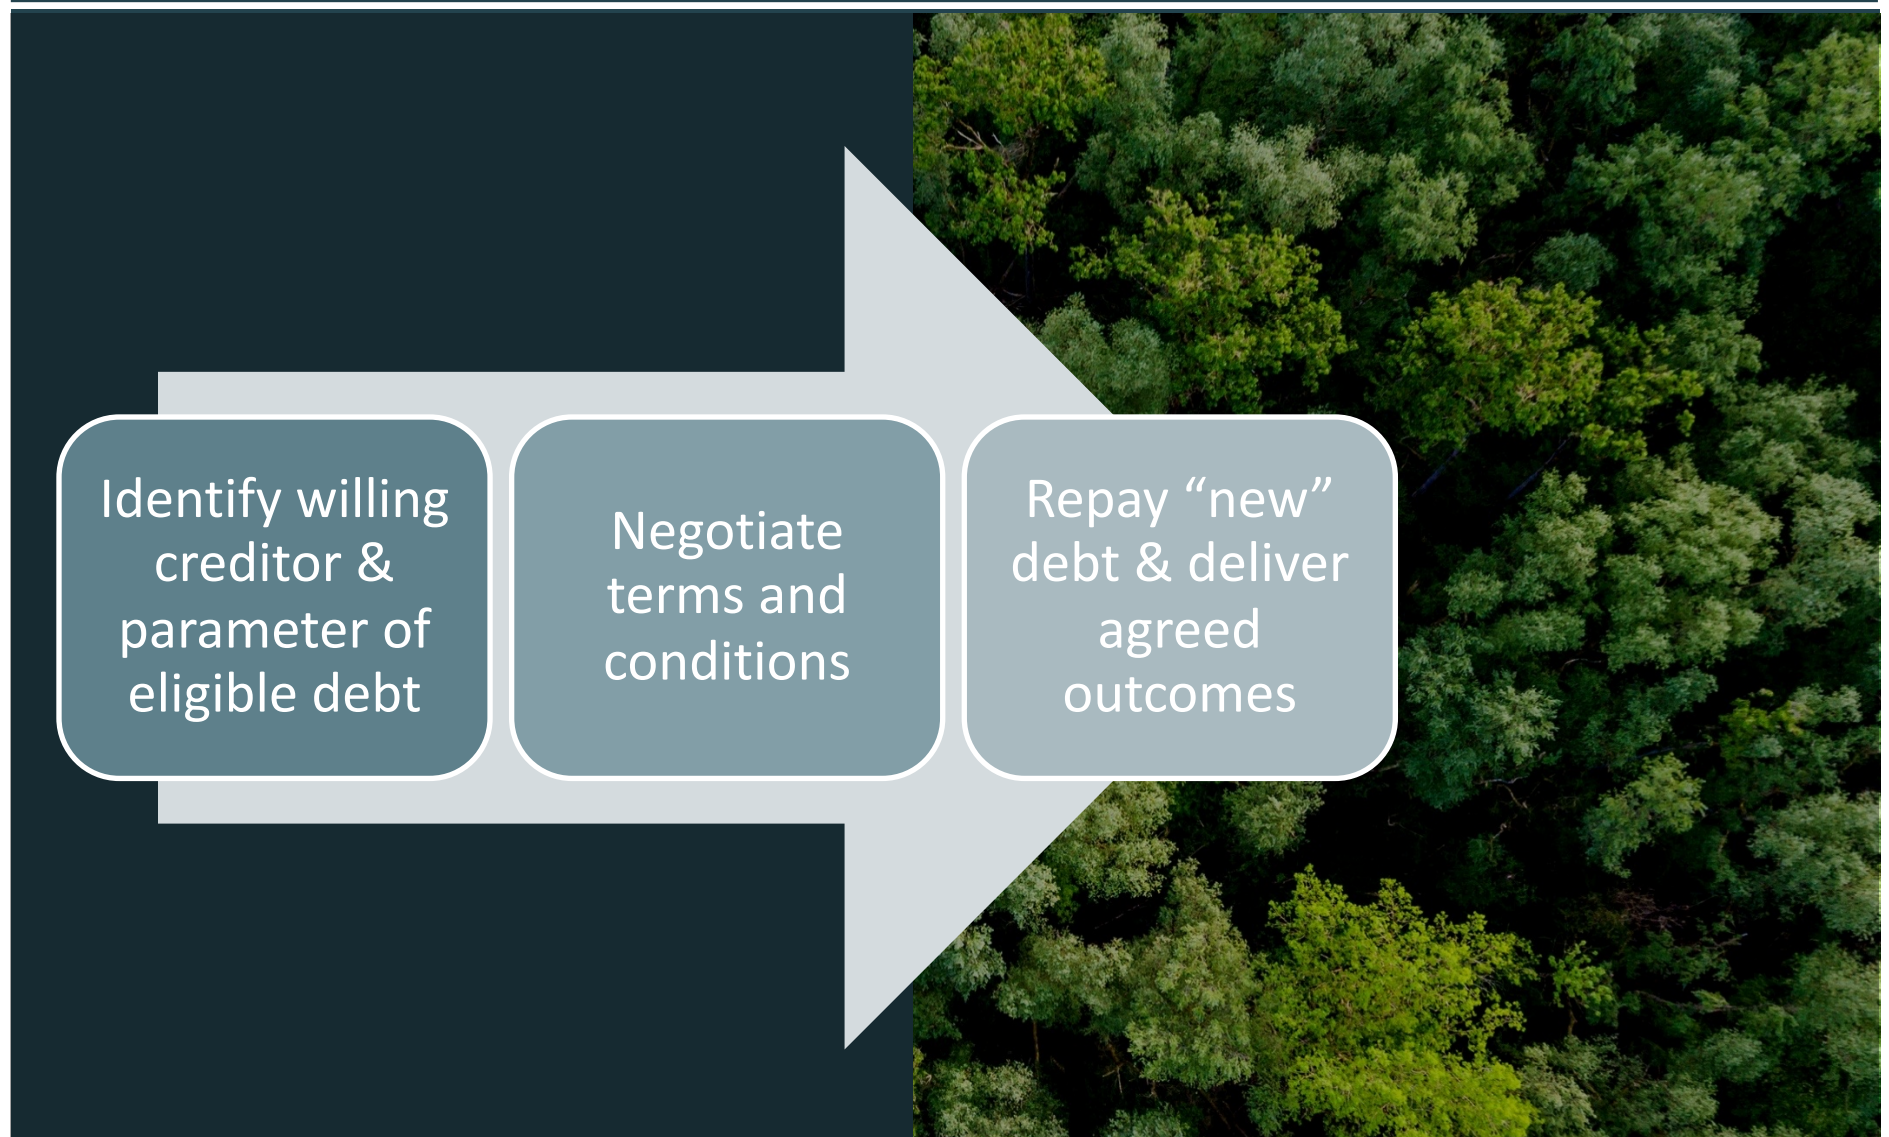 Identify willing
creditor &
parameter of
eligible debt
Negotiate
terms and
conditions
Repay “new”
debt & deliver
agreed
outcomes